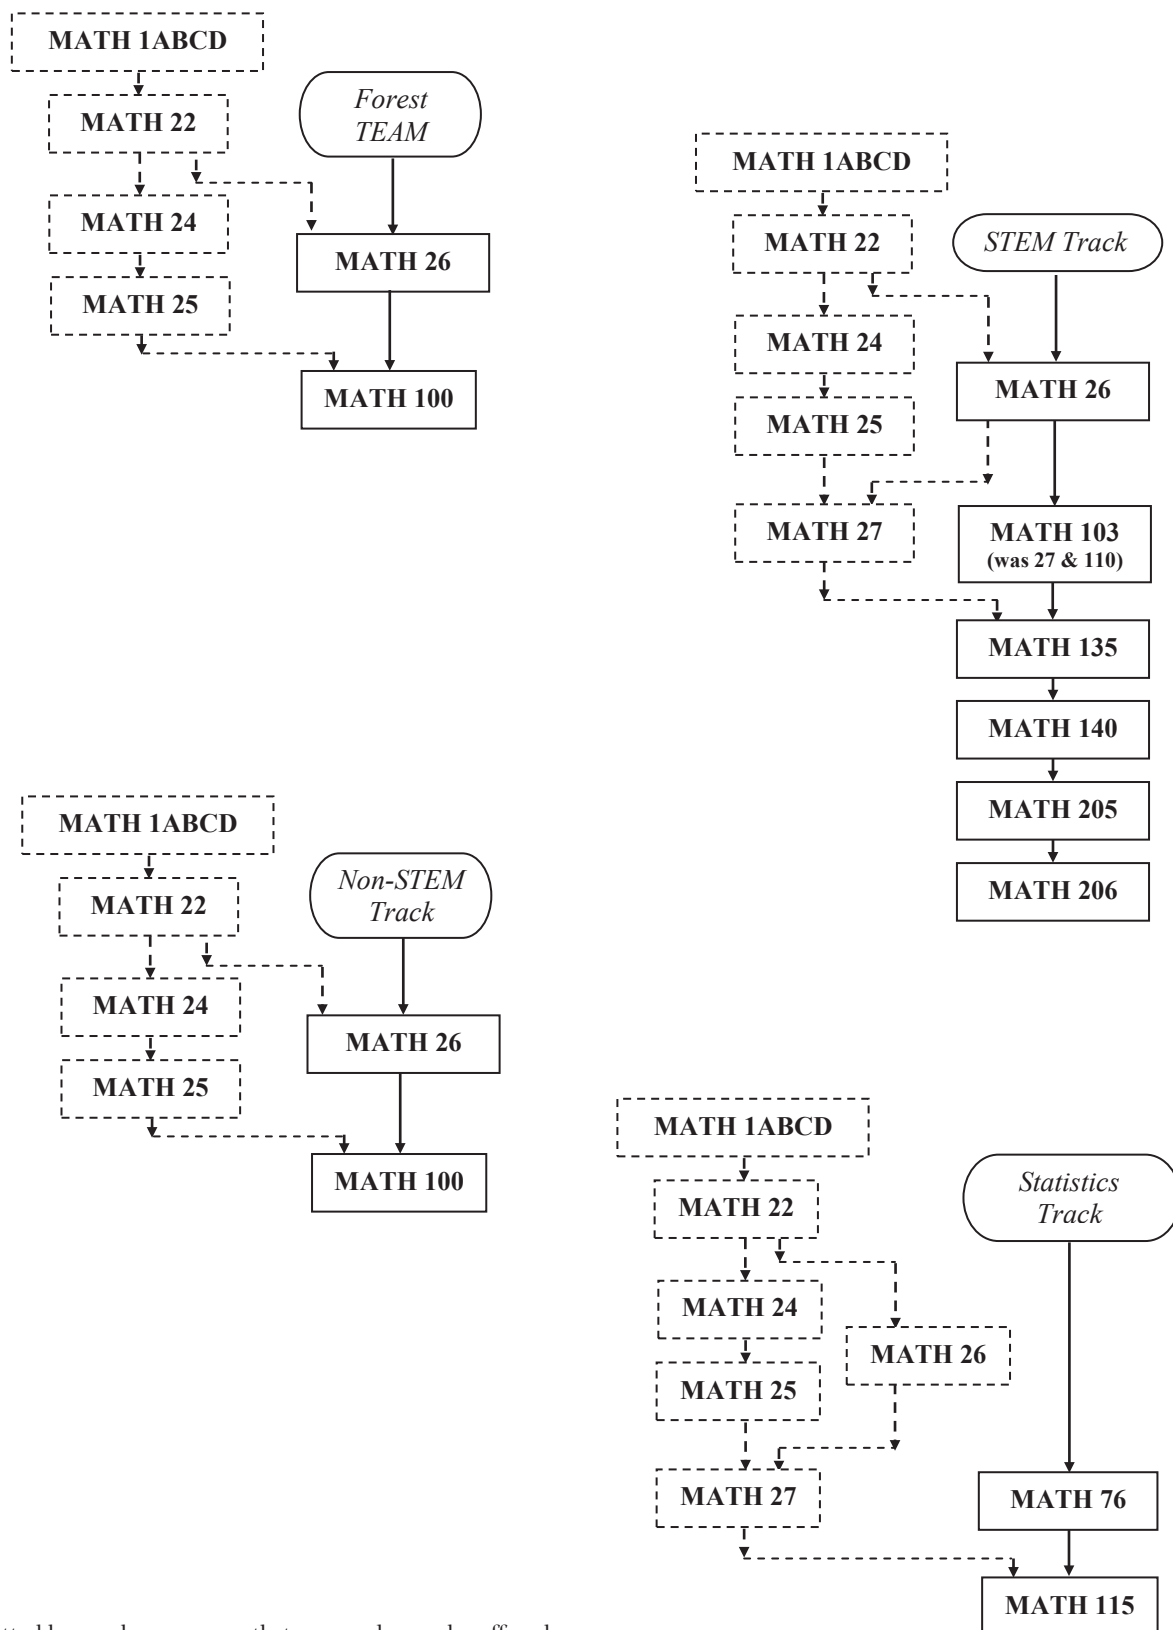 MATH 1ABCD
MATH 22
Forest
TEAM
MATH 24
MATH 26
MATH 25
MATH 100
MATH 1ABCD
MATH 22
STEM Track
MATH 24
MATH 26
MATH 25
MATH 27
MATH 103
(was 27 & 110)
MATH 135
MATH 140
MATH 205
MATH 206
MATH 1ABCD
Non-STEM
Track
MATH 22
MATH 24
MATH 26
MATH 25
MATH 100
MATH 1ABCD
Statistics
Track
MATH 22
MATH 24
MATH 26
MATH 25
MATH 27
MATH 76
MATH 115